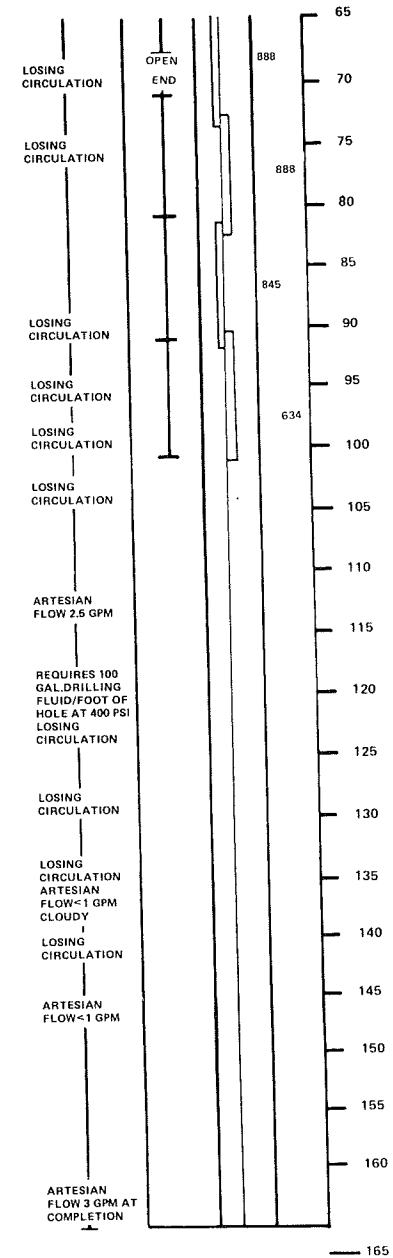 65
OPEN
888
LOSING
CIRCULATION
END
70
LOSING
CIRCULATION
75
888
80
85
845
LOSING
CIRCULATION
90
LOSING
CIRCULATION
95
634
LOSING
CIRCULATION
100
LOSING
CIRCULATION
105
110
ARTESIAN
FLOW 2.5 GPM
115
REQUIRES 100
GAL.DRILLING
FLUID/FOOT OF
HOLE AT 400 PSI
LOSING
CIRCULATION
120
125
LOSING
CIRCULATION
130
LOSING
CIRCULATION
ARTESIAN
FLOW<1 GPM
CLOUDY
135
LOSING
CIRCULATION
140
ARTESIAN
FLOW<1 GPM
145
150
155
160
ARTESIAN
FLOW 3 GPM AT
COMPLETION
165